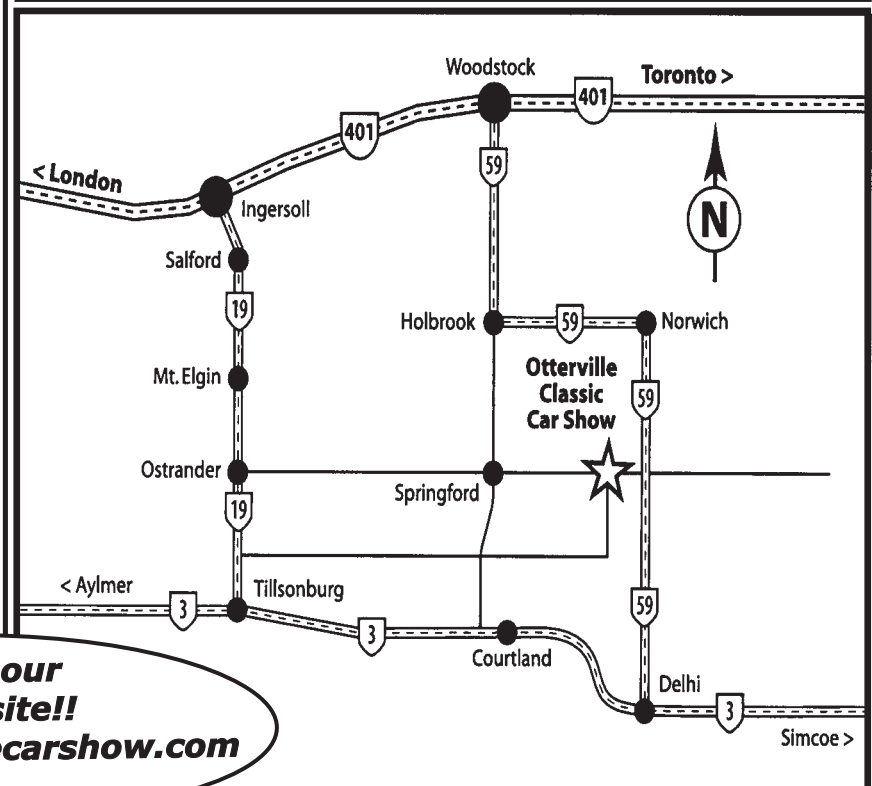 Woodstock
Toronto >
401
401
59
< London
Ingersoll
N
Salford
19
Holbrook
59
Norwich
Mt. Elgin
Otterville
Classic
Car Show
59
Ostrander
Springford
19
< Aylmer
Tillsonburg
3
59
3
Courtland
Delhi
3
Simcoe >
our
site!!
carshow.com